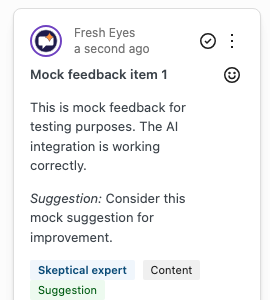 Fresh Eyes
a second ago
Mock feedback item 1
This is mock feedback for
testing purposes. The AI
integration is working
correctly.
Suggestion: Consider this
mock suggestion for
improvement.
Skeptical expert Content
Suggestion